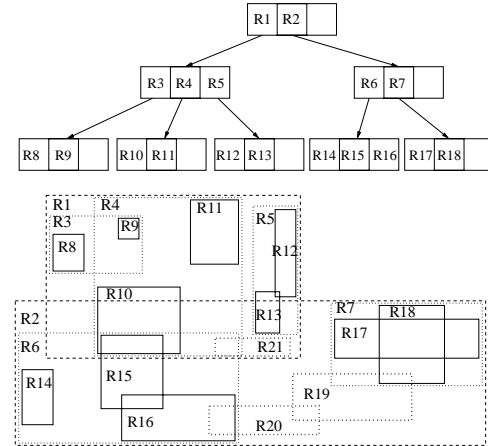 R1 R2
R3 R4 R5 R6 R7
R8 R9 R10 R11 R12 R13 R14 R15 R16 R17 R18
R1 R4 R11
R3 R9 R5
R8 R12
R10 R7 R18
R2 R13 R17
R6 R21
R15
R14 R19
R16 R20